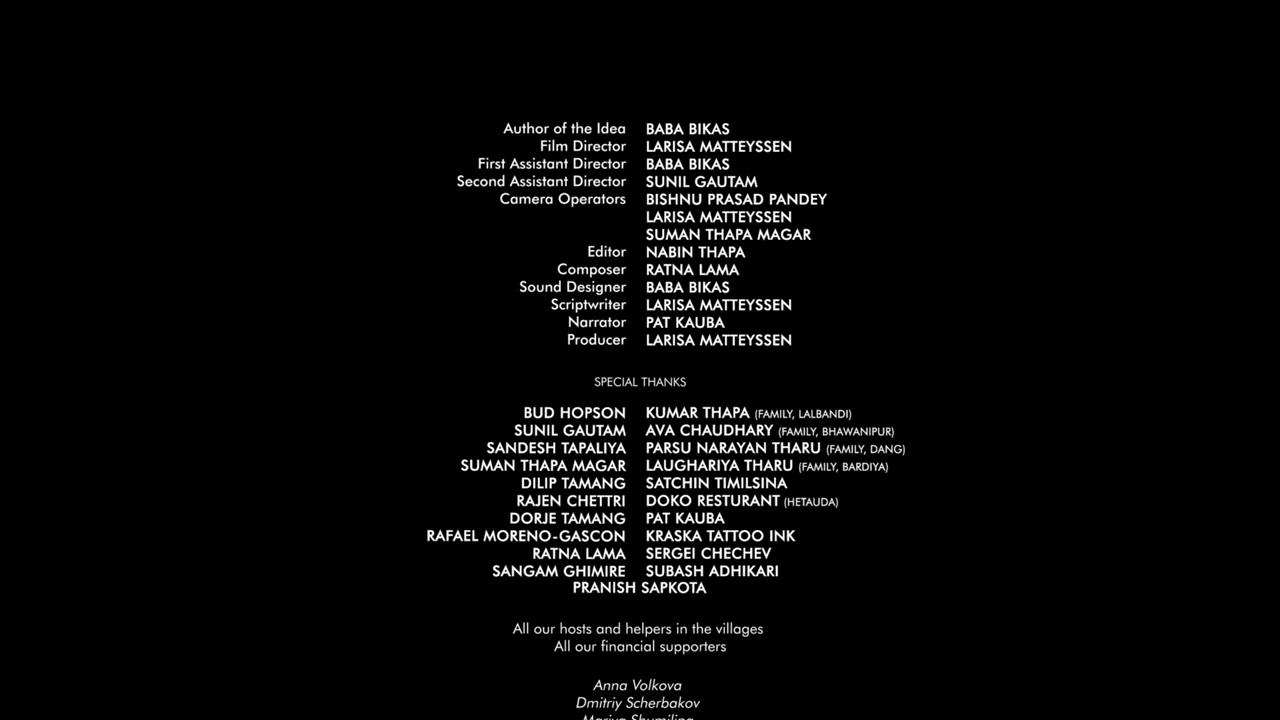 Author of the Idea BABA BIKAS
Film Director LARISA MATTEYSSEN
First Assistant Director BABA BIKAS
Second Assistant Director SUNIL GAUTAM
Camera Operators BISHNU PRASAD PANDEY
LARISA MATTEYSSEN
SUMAN THAPA MAGAR
Editor NABIN THAPA
Composer RATNA LAMA
Sound Designer BABA BIKAS
Scriptwriter LARISA MATTEYSSEN
Narrator PAT KAUBA
Producer LARISA MATTEYSSEN
SPECIAL THANKS
BUD HOPSON KUMAR THAPA (FAMILY, LALBANDI)
SUNIL GAUTAM AVA CHAUDHARY (FAMILY, BHAWANIPUR)
SANDESH TAPALIYA PARSU NARAYAN THARU (FAMILY, DANG)
SUMAN THAPA MAGAR LAUGHARIYA THARU (FAMILY, BARDIYA)
DILIP TAMANG SATCHIN TIMILSINA
RAJEN CHETTRI DOKO RESTURANT (HETAUDA)
DORJE TAMANG PAT KAUBA
RAFAEL MORENO-GASCON KRASKA TATTOO INK
RATNA LAMA SERGEI CHECHEV
SANGAM GHIMIRE SUBASH ADHIKARI
PRANISH SAPKOTA
All our hosts and helpers in the villages
All our financial supporters
Anna Volkova
Dmitriy Scherbakov
Mariya Shumilina